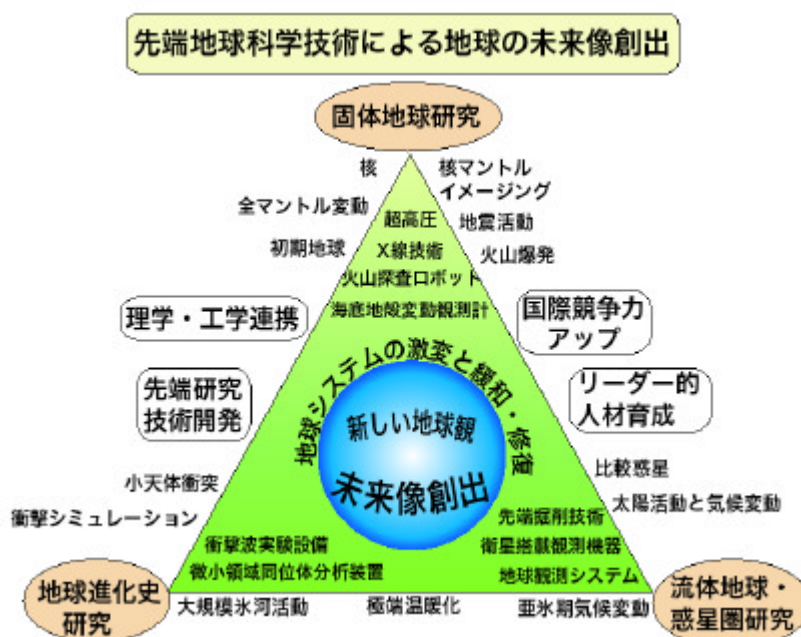 先端地球科学技術による地球の未来像創出
固体地球研究
核
核マントル
イメージング
全マントル変動
超高圧
地震活動
初期地球
X線技術
火山爆発
火山探査ロボット
海底地殻変動観測計
理学・工学連携
国際競争力
アップ
先端研究
技術開発
リーダー的
人材育成
地球システムの激変と緩和・修復
新しい地球観
未来像創出
小天体衝突
衝撃シミュレーション
比較惑星
太陽活動と気候変動
先端掘削技術
衝撃波実験設備
衛星搭載観測機器
微小領域同位体分析装置
地球観測システム
地球進化史
研究
流体地球・
惑星圏研究
大規模氷河活動
極端温暖化
亜氷期気候変動